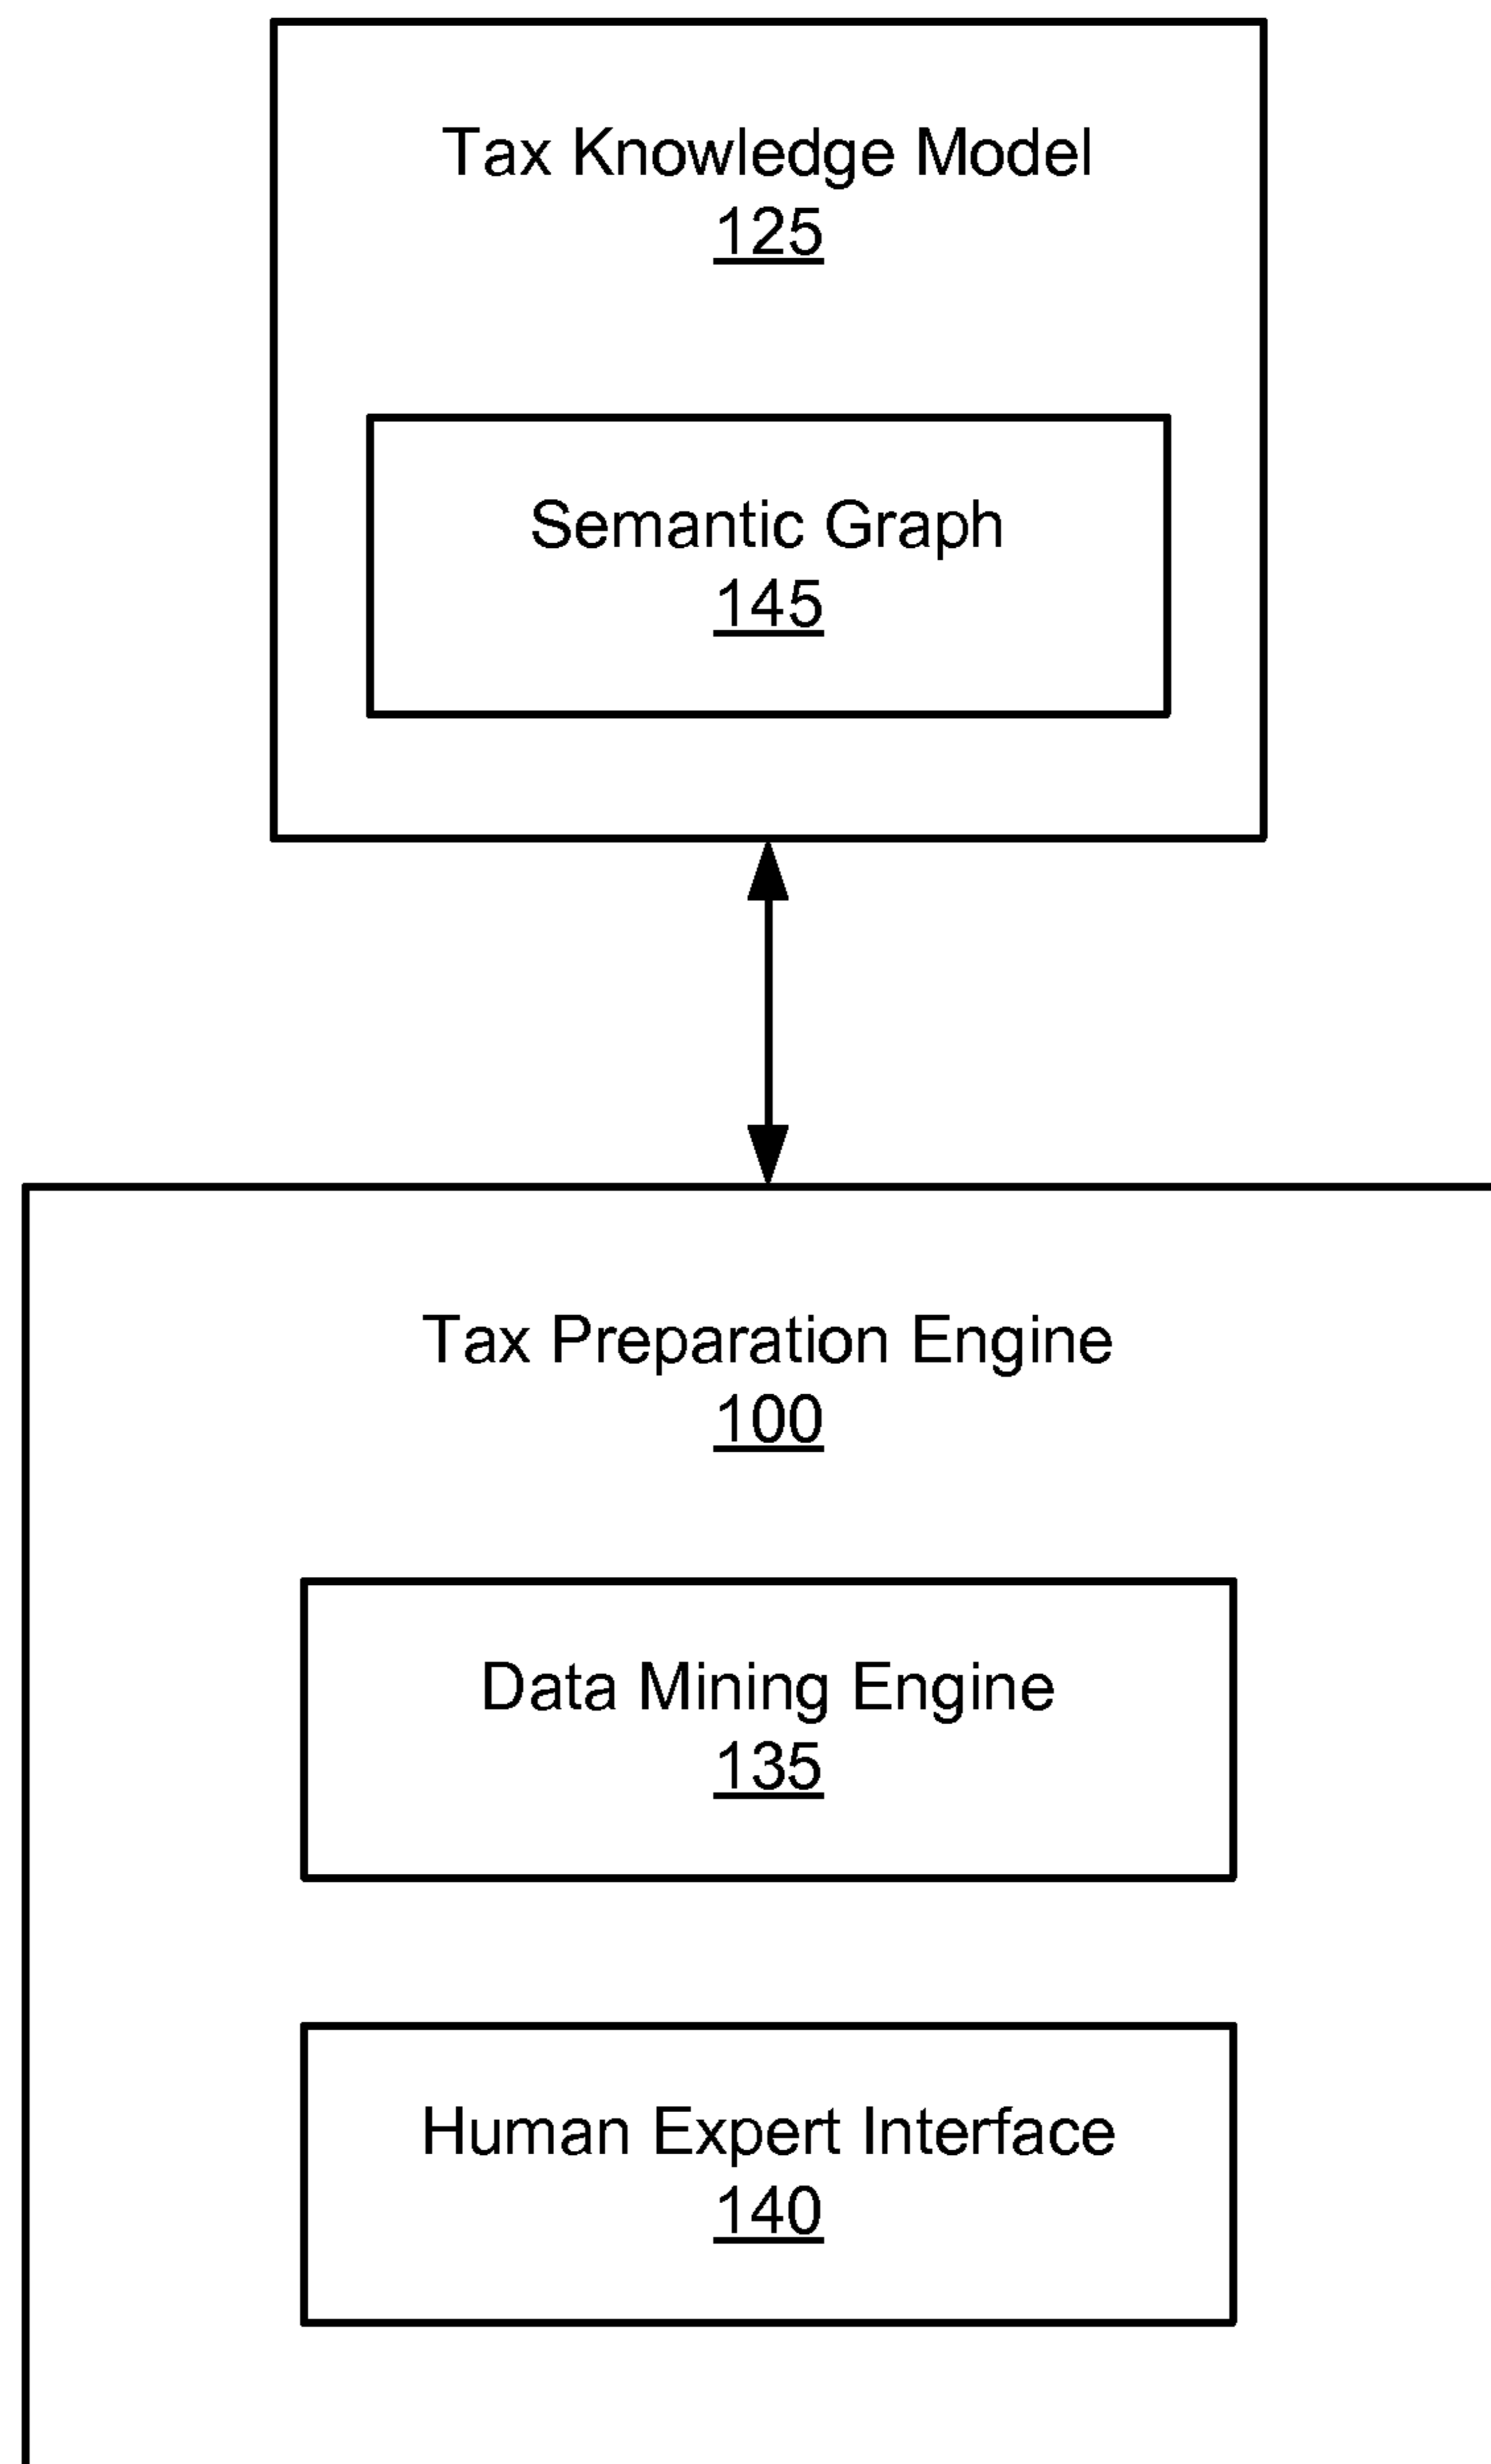 Tax Knowledge Model
125
Semantic Graph
145
Tax Preparation Engine
100
Data Mining Engine
135
Human Expert Interface
140